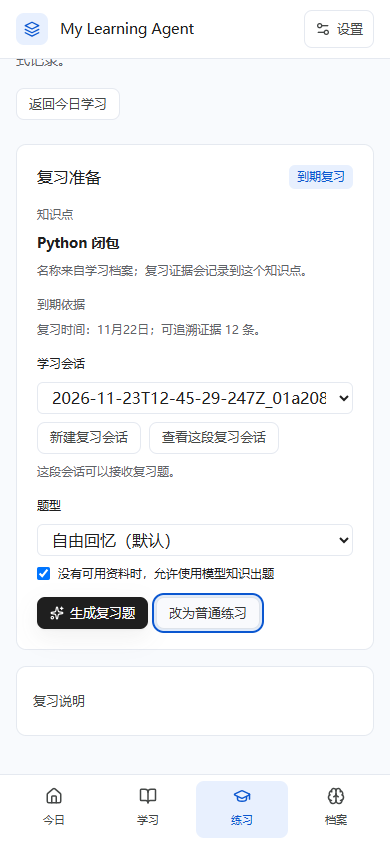 My Learning Agent
设置
式记录。
返回今日学习
复习准备
到期复习
知识点
Python 闭包
名称来自学习档案；复习证据会记录到这个知识点。
到期依据
复习时间：11月22日；可追溯证据 12 条。
学习会话
2026-11-23T12-45-29-247Z_01a208
新建复习会话
查看这段复习会话
这段会话可以接收复习题。
题型
自由回忆（默认）
没有可用资料时，允许使用模型知识出题
生成复习题
改为普通练习
复习说明
今日
学习
练习
档案